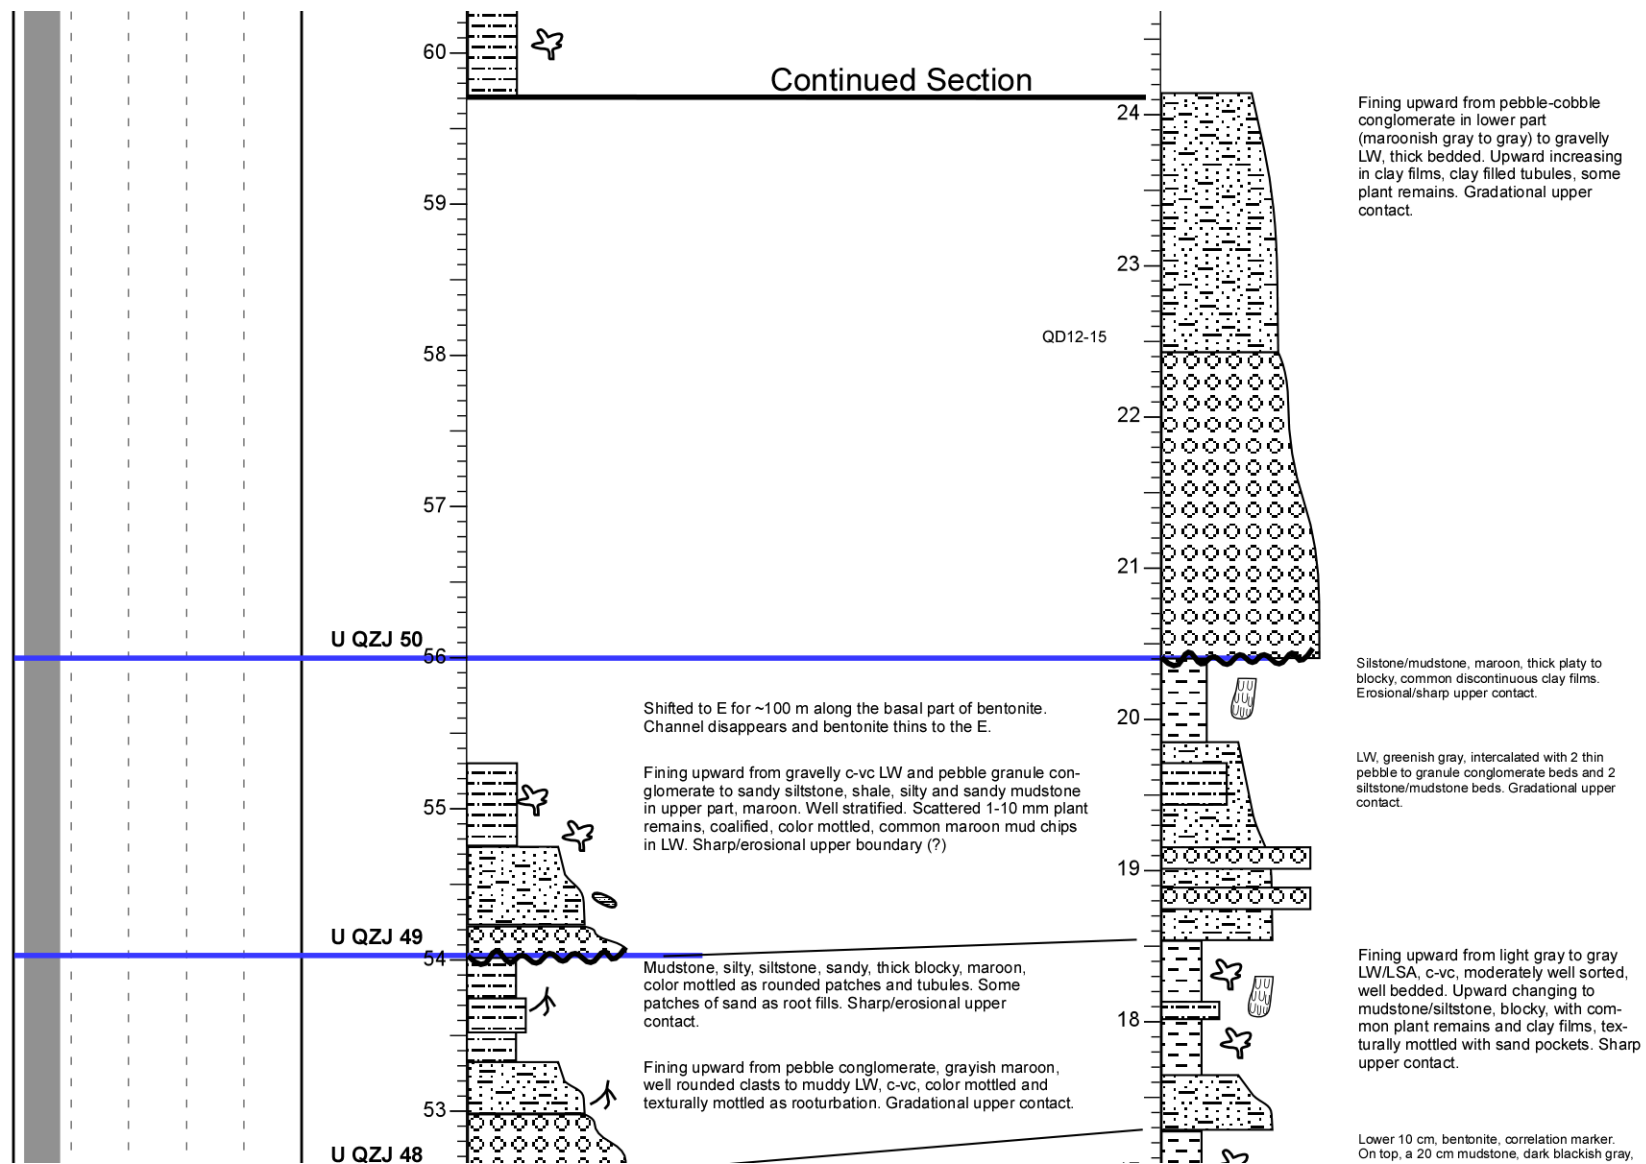 60
Continued Section
59
58
57
U QZJ 50
56
55
U QZJ 49
54
53
U QZJ 48
Shifted to E for ~100 m along the basal part of bentonite.
Channel disappears and bentonite thins to the E.
Fining upward from gravelly c-vc LW and pebble granule con-
glomerate to sandy siltstone, shale, silty and sandy mudstone
in upper part, maroon. Well stratified. Scattered 1-10 mm plant
remains, coalified, color mottled, common maroon mud chips
in LW. Sharp/erosional upper boundary (?)
Mudstone, silty, siltstone, sandy, thick blocky, maroon,
color mottled as rounded patches and tubules. Some
patches of sand as root fills. Sharp/erosional upper
contact.
Fining upward from pebble conglomerate, grayish maroon,
well rounded clasts to muddy LW, c-vc, color mottled and
texturally mottled as rooturbation. Gradational upper contact.
24
23
QD12-15
22
21
20
19
18
Fining upward from pebble-cobble
conglomerate in lower part
(maroonish gray to gray) to gravelly
LW, thick bedded. Upward increasing
in clay films, clay filled tubules, some
plant remains. Gradational upper
contact.
Silstone/mudstone, maroon, thick platy to
blocky, common discontinuous clay films.
Erosional/sharp upper contact.
LW, greenish gray, intercalated with 2 thin
pebble to granule conglomerate beds and 2
siltstone/mudstone beds. Gradational upper
contact.
Fining upward from light gray to gray
LW/LSA, c-vc, moderately well sorted,
well bedded. Upward changing to
mudstone/siltstone, blocky, with com-
mon plant remains and clay films, tex-
turally mottled with sand pockets. Sharp
upper contact.
Lower 10 cm, bentonite, correlation marker.
On top, a 20 cm mudstone, dark blackish gray,